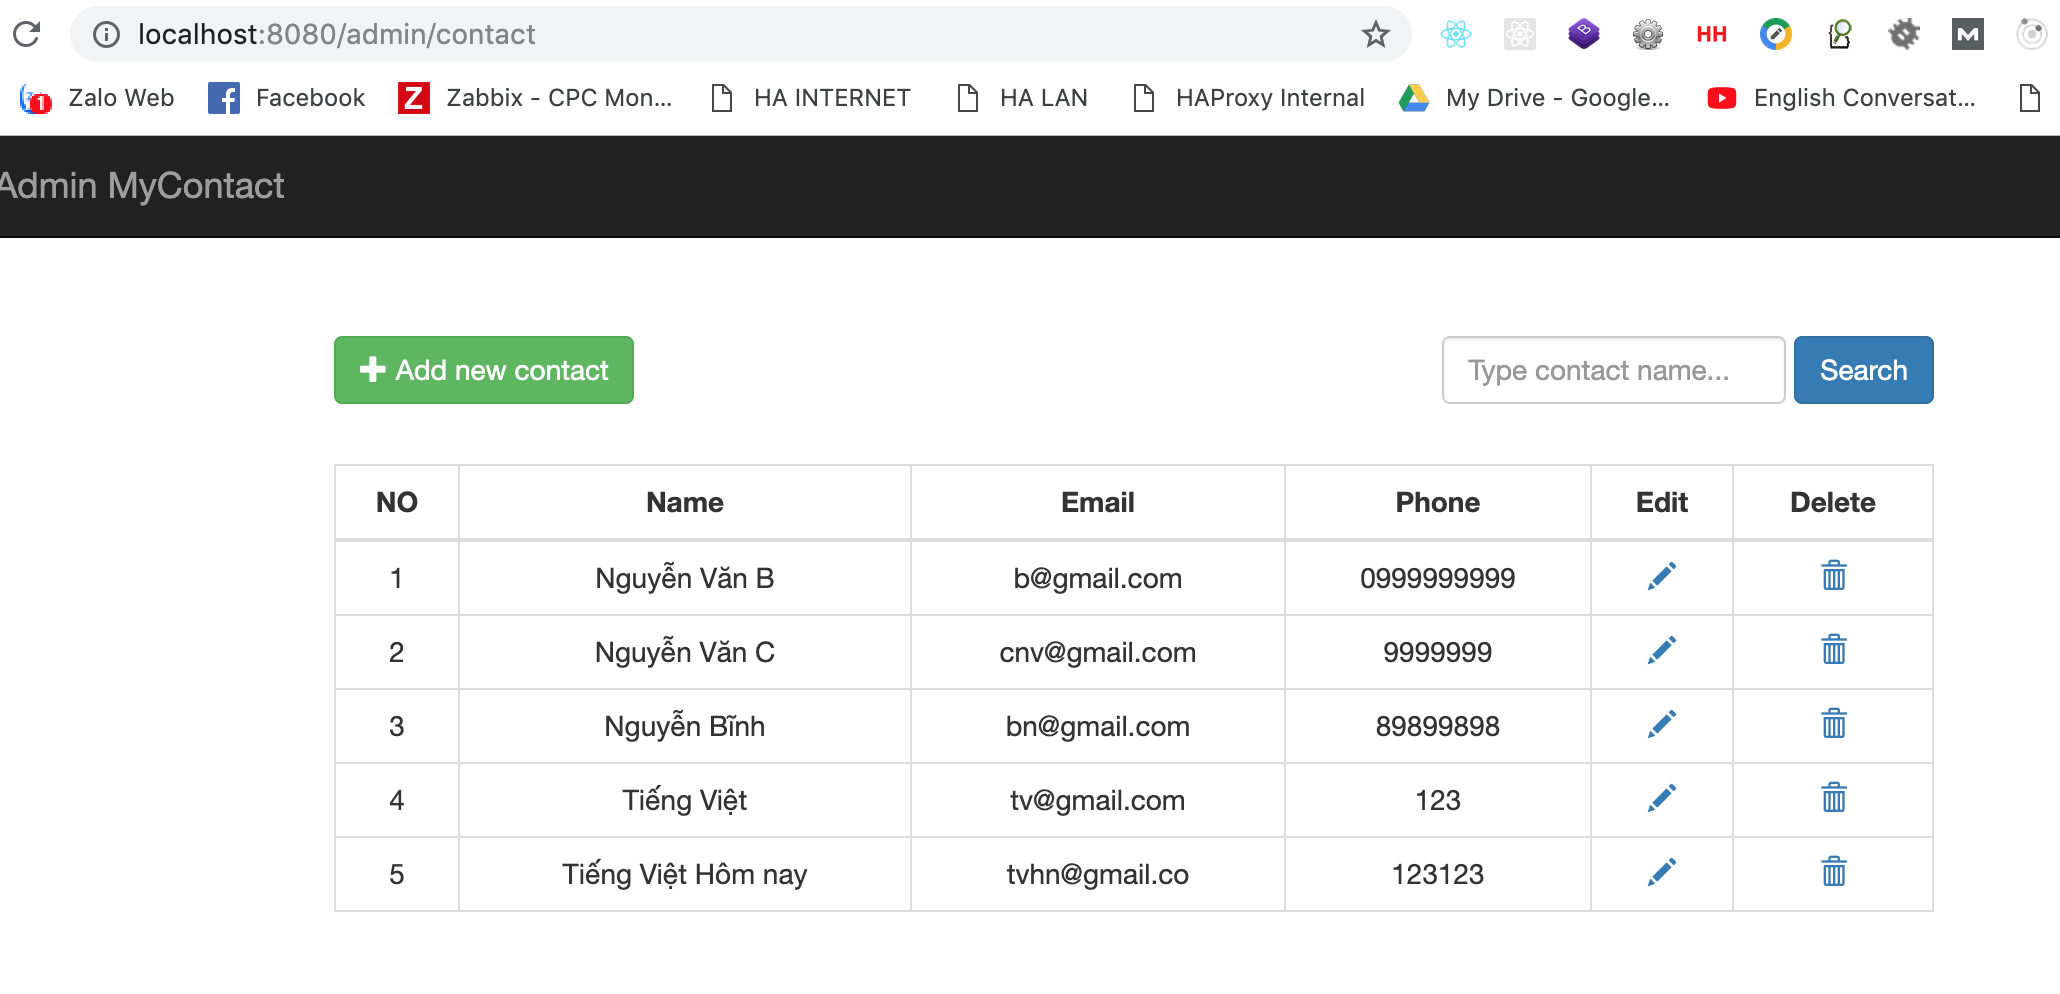 localhost:8080/admin/contact
HH
M
1 Zalo Web Facebook Z Zabbix - CPC Mon... HA INTERNET HA LAN HAProxy Internal My Drive - Google... English Conversat...
Admin MyContact
Add new contact Type contact name... Search
NO Name Email Phone Edit Delete
1 Nguyễn Văn B b@gmail.com 0999999999
2 Nguyễn Văn C cnv@gmail.com 9999999
3 Nguyễn Bĩnh bn@gmail.com 89899898
4 Tiếng Việt tv@gmail.com 123
5 Tiếng Việt Hôm nay tvhn@gmail.co 123123